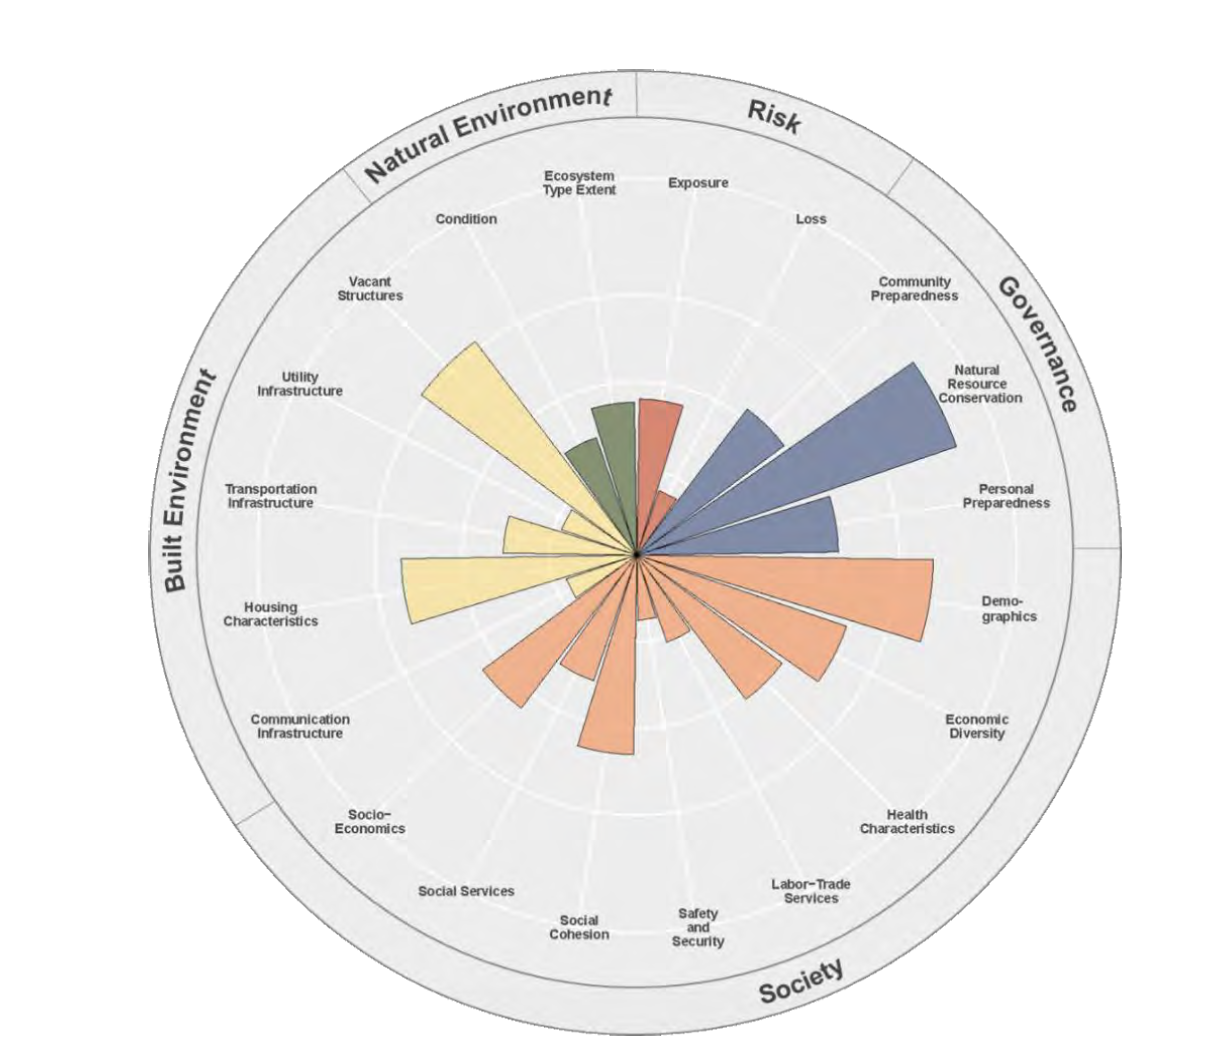 Natural Environment
Risk
Governance
Society
Built Environment
Ecosystem
Type Extent
Exposure
Loss
Community
Preparedness
Natural
Resource
Conservation
Personal
Preparedness
Demo-
graphics
Economic
Diversity
Health
Characteristics
Labor-Trade
Services
Safety
and
Security
Social
Cohesion
Social Services
Socio-
Economics
Communication
Infrastructure
Housing
Characteristics
Transportation
Infrastructure
Utility
Infrastructure
Vacant
Structures
Condition